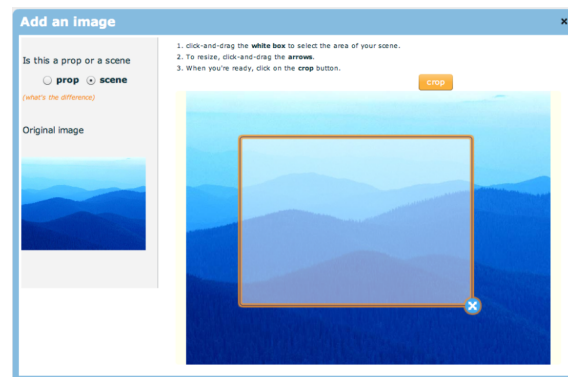 Add an image
×
Is this a prop or a scene
prop scene
(what's the difference)
Original image
1. click-and-drag the white box to select the area of your scene.
2. To resize, click-and-drag the arrows.
3. When you're ready, click on the crop button.
crop